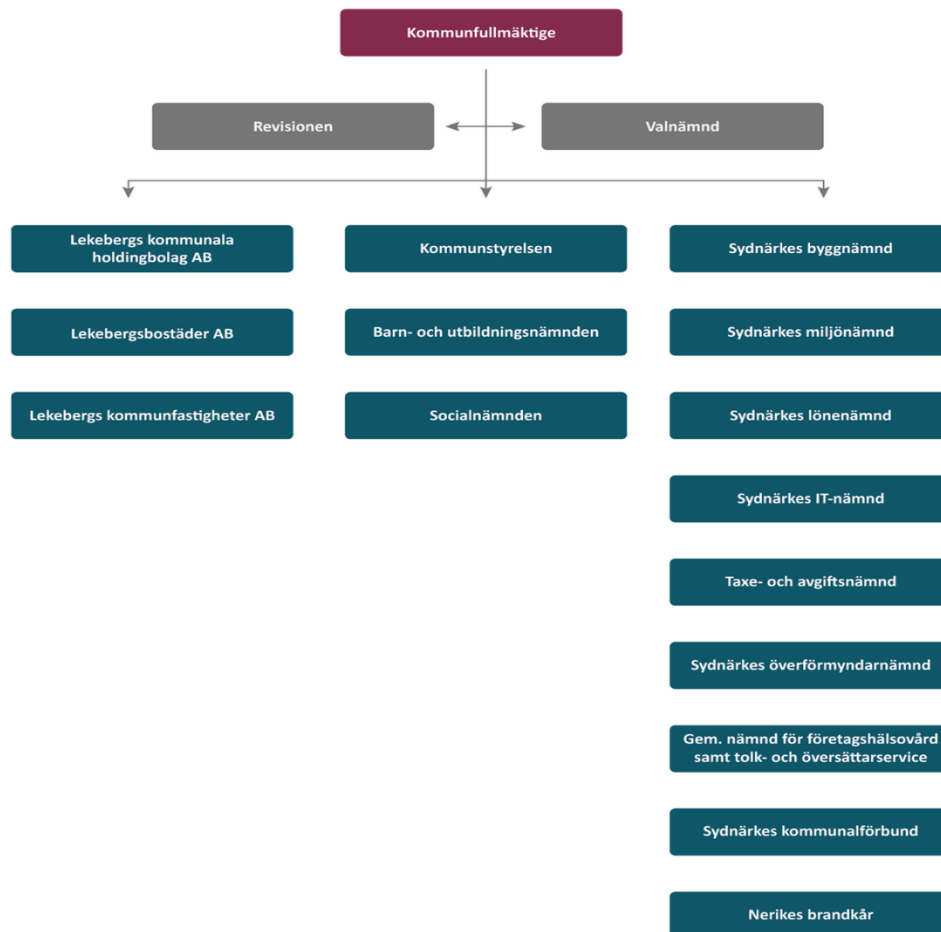 Kommunfullmäktige
Revisionen
Valnämnd
Lekebergs kommunala
holdingbolag AB
Kommunstyrelsen
Sydnärkes byggnämnd
Lekebergsbostäder AB
Barn- och utbildningsnämnden
Sydnärkes miljönämnd
Lekebergs kommunfastigheter AB
Socialnämnden
Sydnärkes lönenämnd
Sydnärkes IT-nämnd
Taxe- och avgiftsnämnd
Sydnärkes överförmyndarnämnd
Gem. nämnd för företagshälsovård
samt tolk- och översättarservice
Sydnärkes kommunalförbund
Nerikes brandkår